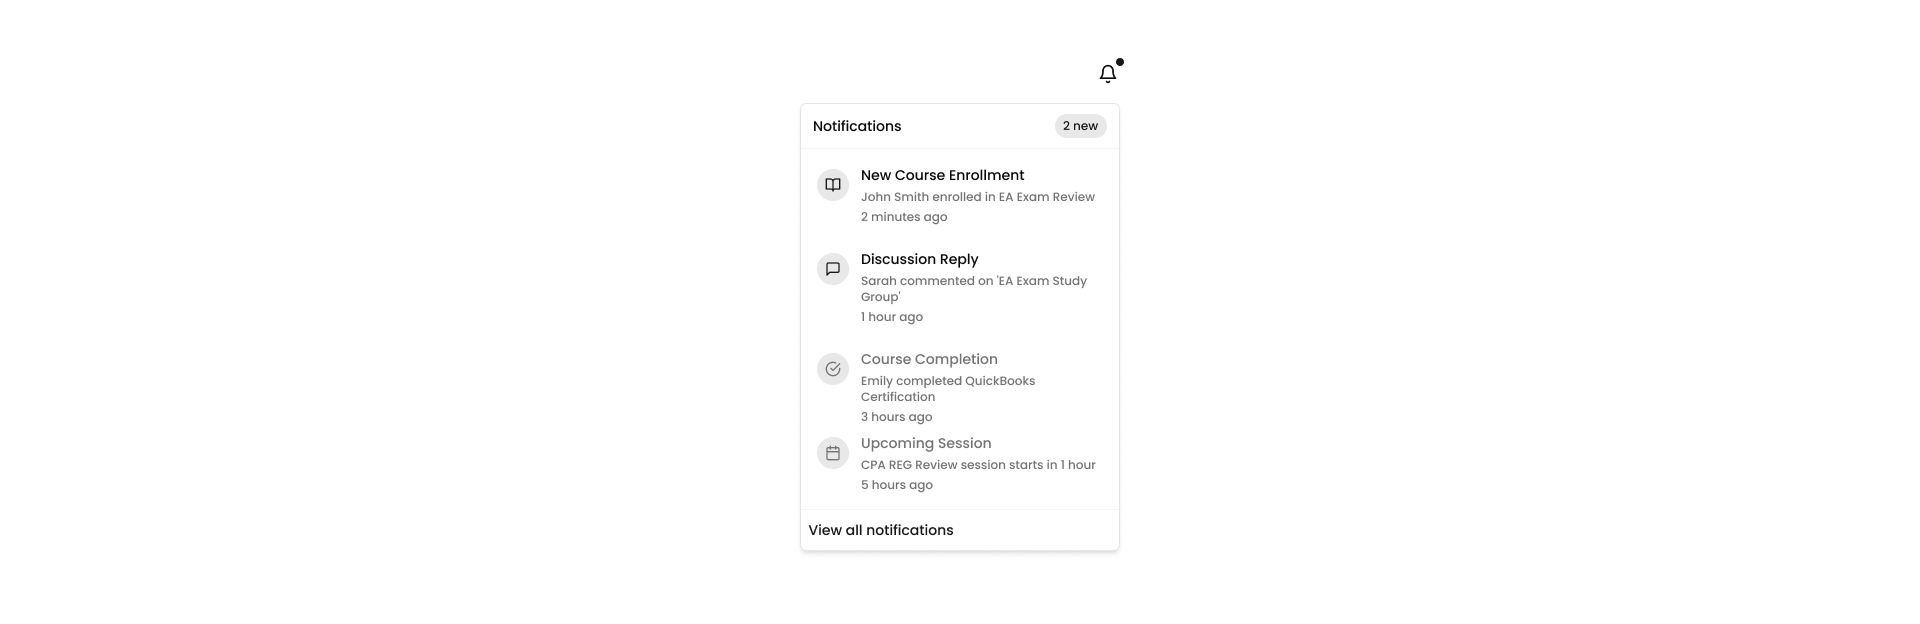 Notifications
2 new
New Course Enrollment
John Smith enrolled in EA Exam Review
2 minutes ago
Discussion Reply
Sarah commented on 'EA Exam Study
Group'
1 hour ago
Course Completion
Emily completed QuickBooks
Certification
3 hours ago
Upcoming Session
CPA REG Review session starts in 1 hour
5 hours ago
View all notifications